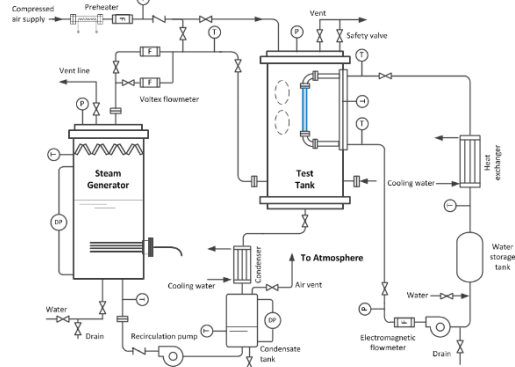 Compressed
air supply
Preheater
F
Vent
Safety valve
P
T
T
F
F
Vent line
Voltex flowmeter
P
T
T
T
Steam
Generator
Test
Tank
DP
Heat
exchanger
Cooling water
T
Condenser
To Atmosphere
Cooling water
Air vent
Water
storage
tank
Water
Water
Drain
T
T
DP
P
F
Recirculation pump
Condensate
tank
Electromagnetic
flowmeter
Drain